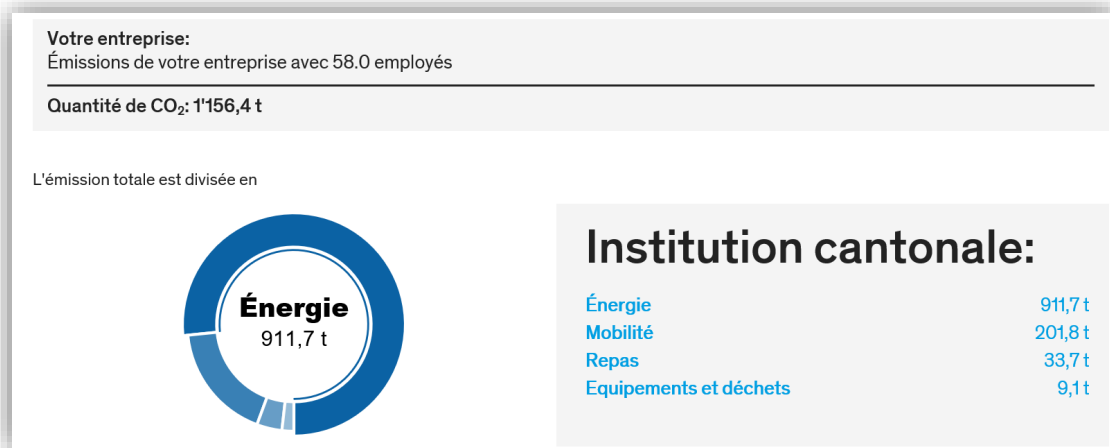 Votre entreprise:
Émissions de votre entreprise avec 58.0 employés
Quantité de CO₂: 1'156,4 t
L'émission totale est divisée en
Énergie
911,7 t
Institution cantonale:
Énergie 911,7 t
Mobilité 201,8 t
Repas 33,7 t
Equipements et déchets 9,1 t